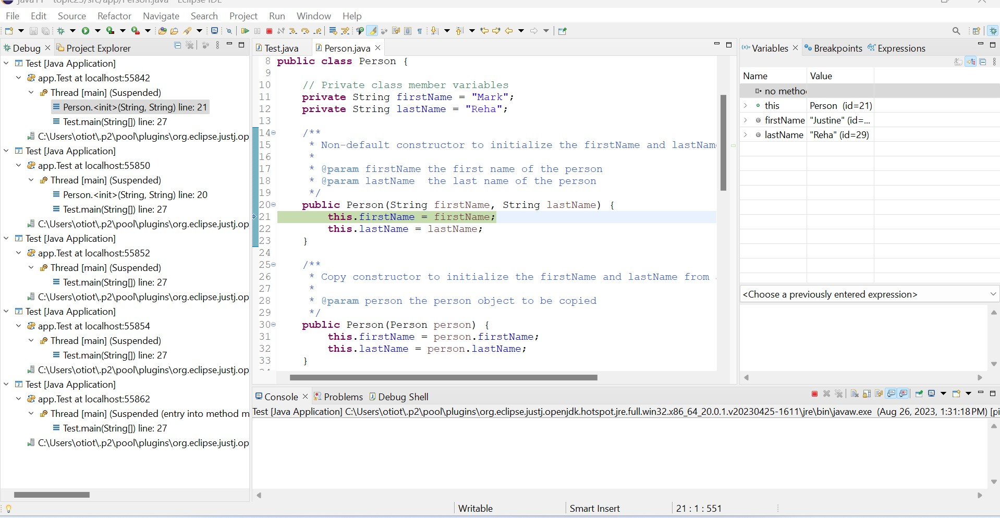 java11 - topic23/src/app/Person.java - Eclipse IDE
File Edit Source Refactor Navigate Search Project Run Window Help
Debug Project Explorer
Test [Java Application]
app.Test at localhost:55842
Thread [main] (Suspended)
Person.<init>(String, String) line: 21
Test.main(String[]) line: 27
C:\Users\otiot\.p2\pool\plugins\org.eclipse.justj.op
Test [Java Application]
app.Test at localhost:55850
Thread [main] (Suspended)
Person.<init>(String, String) line: 20
Test.main(String[]) line: 27
C:\Users\otiot\.p2\pool\plugins\org.eclipse.justj.op
Test [Java Application]
app.Test at localhost:55852
Thread [main] (Suspended)
Test.main(String[]) line: 27
C:\Users\otiot\.p2\pool\plugins\org.eclipse.justj.op
Test [Java Application]
app.Test at localhost:55854
Thread [main] (Suspended)
Test.main(String[]) line: 27
C:\Users\otiot\.p2\pool\plugins\org.eclipse.justj.op
Test [Java Application]
app.Test at localhost:55862
Thread [main] (Suspended (entry into method m
Test.main(String[]) line: 27
C:\Users\otiot\.p2\pool\plugins\org.eclipse.justj.op
Test.java Person.java
8 public class Person {
9
10 // Private class member variables
11 private String firstName = "Mark";
12 private String lastName = "Reha";
13
14 /**
15 * Non-default constructor to initialize the firstName and lastNam
16 *
17 * @param firstName the first name of the person
18 * @param lastName  the last name of the person
19 */
20 public Person(String firstName, String lastName) {
21 this.firstName = firstName;
22 this.lastName = lastName;
23 }
24
25 /**
26 * Copy constructor to initialize the firstName and lastName from
27 *
28 * @param person the person object to be copied
29 */
30 public Person(Person person) {
31 this.firstName = person.firstName;
32 this.lastName = person.lastName;
33 }
Variables Breakpoints Expressions
Name Value
no metho
this Person (id=21)
firstName "Justine" (id=...
lastName "Reha" (id=29)
<Choose a previously entered expression>
Console Problems Debug Shell
Test [Java Application] C:\Users\otiot\.p2\pool\plugins\org.eclipse.justj.openjdk.hotspot.jre.full.win32.x86_64_20.0.1.v20230425-1611\jre\bin\javaw.exe (Aug 26, 2023, 1:31:18 PM) [pi
Writable Smart Insert 21 : 1 : 551